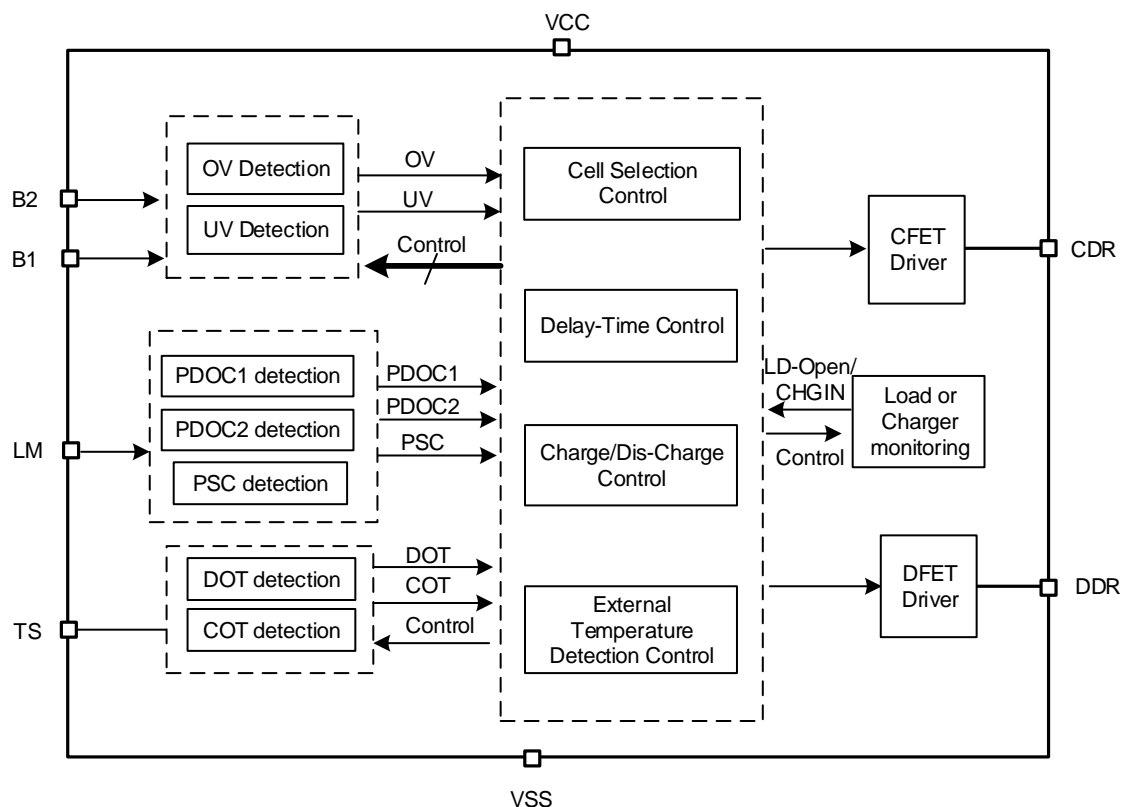 VCC
OV Detection
UV Detection
OV
UV
Control
B2
B1
Cell Selection
Control
CFET
Driver
CDR
Delay-Time Control
PDOC1 detection
PDOC2 detection
PSC detection
PDOC1
PDOC2
PSC
LM
LD-Open/
CHGIN
Control
Load or
Charger
monitoring
Charge/Dis-Charge
Control
DOT detection
COT detection
DOT
COT
Control
TS
External
Temperature
Detection Control
DFET
Driver
DDR
VSS